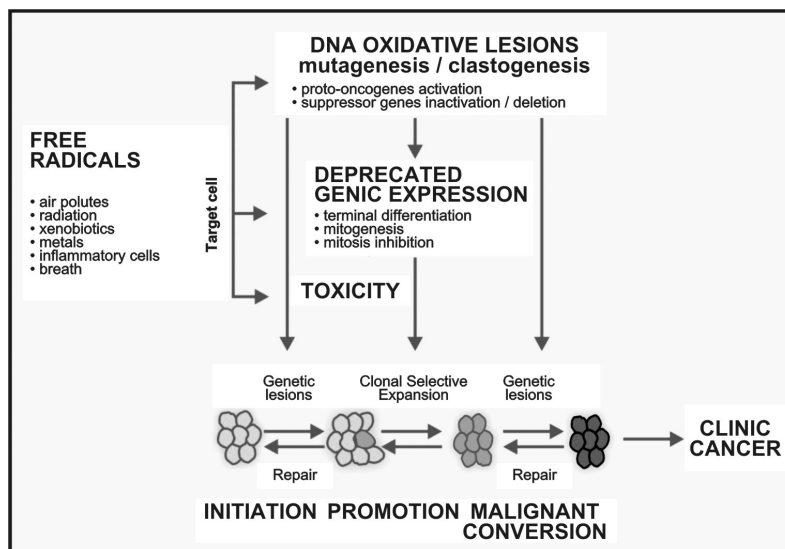 DNA OXIDATIVE LESIONS
mutagenesis / clastogenesis
• proto-oncogenes activation
• suppressor genes inactivation / deletion
FREE
RADICALS
• air polutes
• radiation
• xenobiotics
• metals
• inflammatory cells
• breath
Target cell
DEPRECATED
GENIC EXPRESSION
• terminal differentiation
• mitogenesis
• mitosis inhibition
TOXICITY
Genetic
lesions
Clonal Selective
Expansion
Genetic
lesions
Repair
Repair
CLINIC
CANCER
INITIATION PROMOTION MALIGNANT
CONVERSION